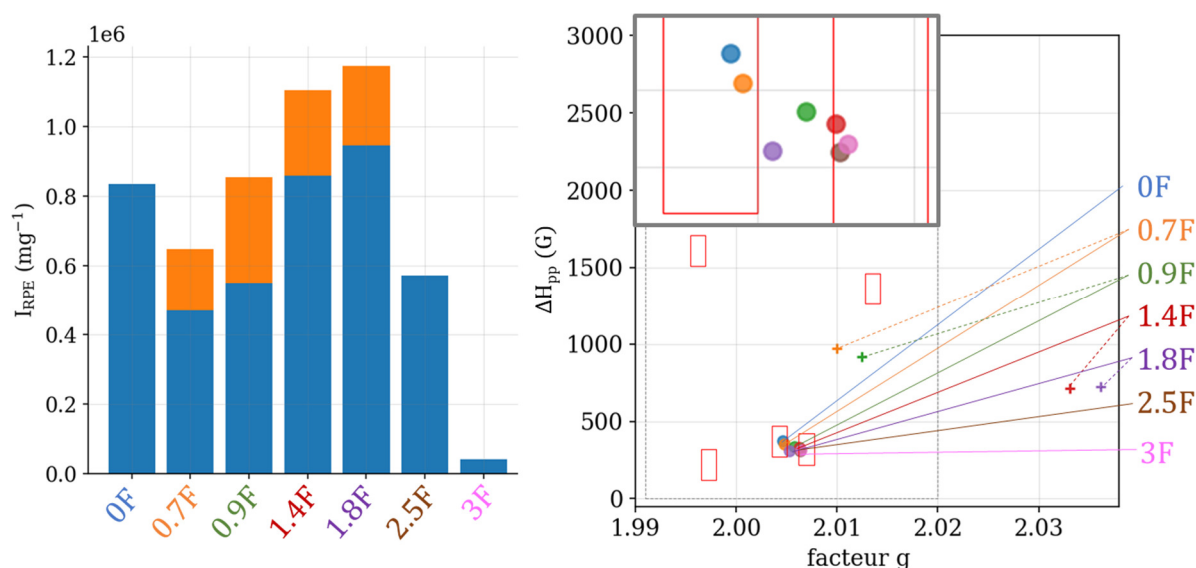 1e6
1.2
1.0
0.8
0.6
0.4
0.2
0.0
I_RPE (mg⁻¹)
0F
0.7F
0.9F
1.4F
1.8F
2.5F
3F
3000
2500
2000
1500
1000
500
0
ΔH_pp (G)
1.99
2.00
2.01
2.02
2.03
facteur g
0F
0.7F
0.9F
1.4F
1.8F
2.5F
3F